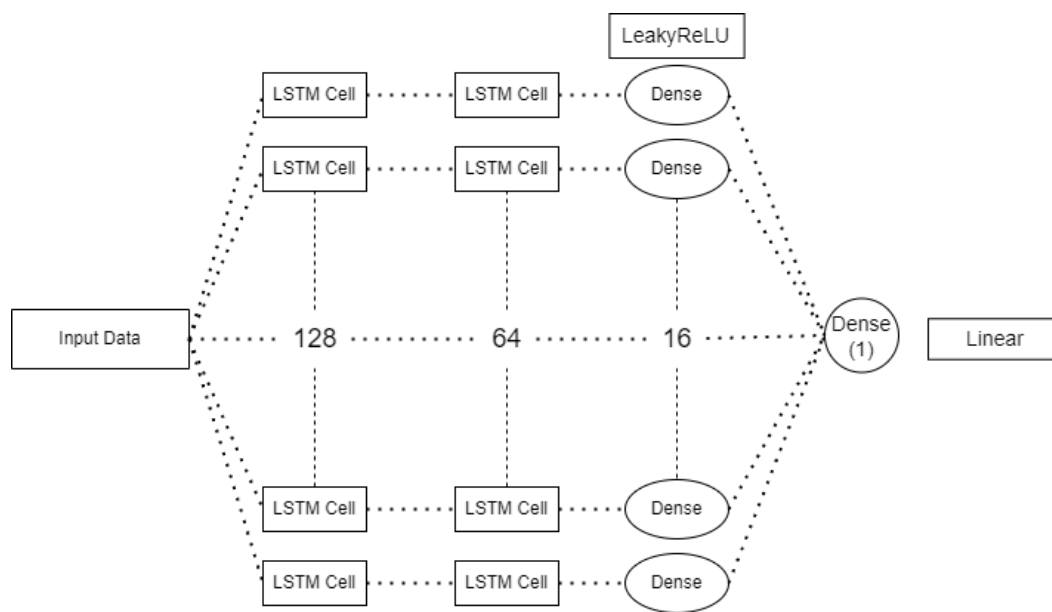 LeakyReLU
LSTM Cell LSTM Cell Dense
LSTM Cell LSTM Cell Dense
Input Data 128 64 16 Dense
(1) Linear
LSTM Cell LSTM Cell Dense
LSTM Cell LSTM Cell Dense